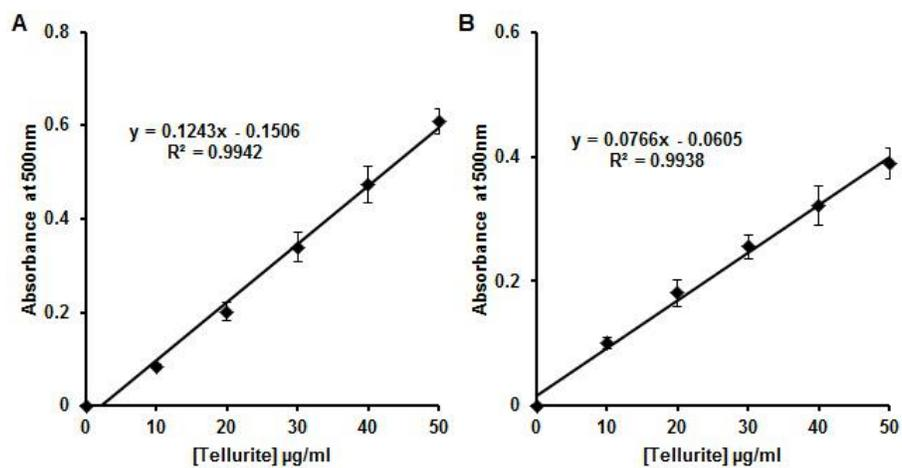 A
B
0.8
0.6
0.4
0.2
0
Absorbance at 500nm
y = 0.1243x - 0.1506
R² = 0.9942
0 10 20 30 40 50
[Tellurite] µg/ml
0.6
0.4
0.2
0
Absorbance at 500nm
y = 0.0766x - 0.0605
R² = 0.9938
0 10 20 30 40 50
[Tellurite] µg/ml